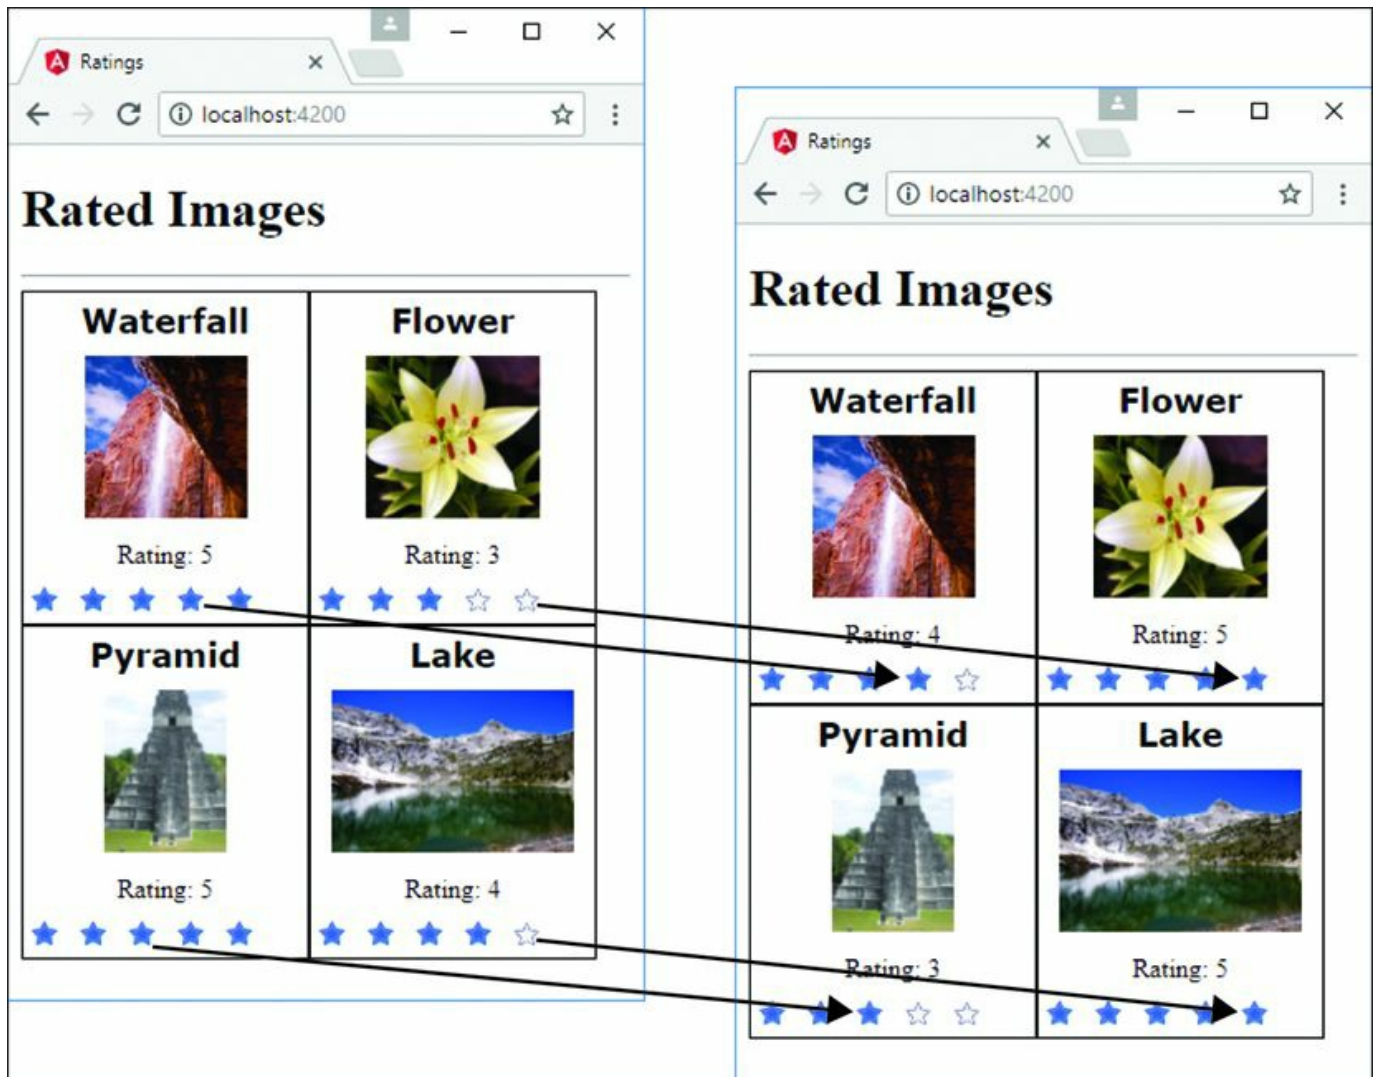 Ratings
localhost:4200
Rated Images
Waterfall
Flower
Rating: 5
Rating: 3
Pyramid
Lake
Rating: 5
Rating: 4
Ratings
localhost:4200
Rated Images
Waterfall
Flower
Rating: 4
Rating: 5
Pyramid
Lake
Rating: 3
Rating: 5